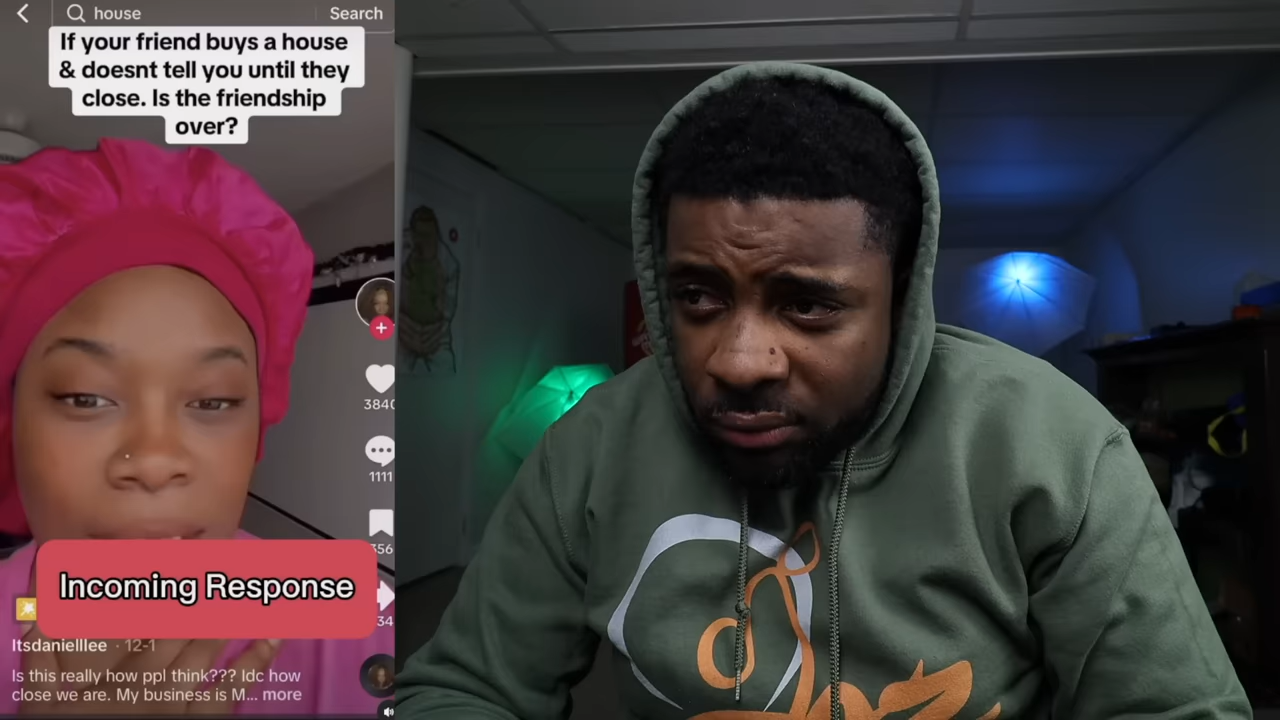 house
Search
If your friend buys a house
& doesnt tell you until they
close. Is the friendship
over?
3840
1111
356
Incoming Response
34
Itsdanielllee · 12-1
Is this really how ppl think??? Idc how
close we are. My business is M... more